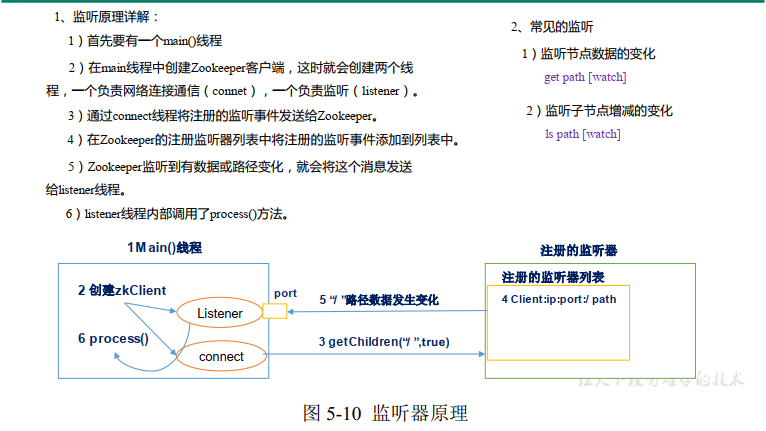 1、监听原理详解：
1）首先要有一个main()线程
2）在main线程中创建Zookeeper客户端，这时就会创建两个线
程，一个负责网络连接通信（connet），一个负责监听（listener）。
3）通过connect线程将注册的监听事件发送给Zookeeper。
4）在Zookeeper的注册监听器列表中将注册的监听事件添加到列表中。
5）Zookeeper监听到有数据或路径变化，就会将这个消息发送
给listener线程。
6）listener线程内部调用了process()方法。
2、常见的监听
1）监听节点数据的变化
get path [watch]
2）监听子节点增减的变化
ls path [watch]
1Main()线程
注册的监听器
2 创建zkClient
Listener
port
5 “/ ”路径数据发生变化
注册的监听器列表
4 Client:ip:port:/ path
6 process()
connect
3 getChildren(“/ ”,true)
的技术
图 5-10 监听器原理